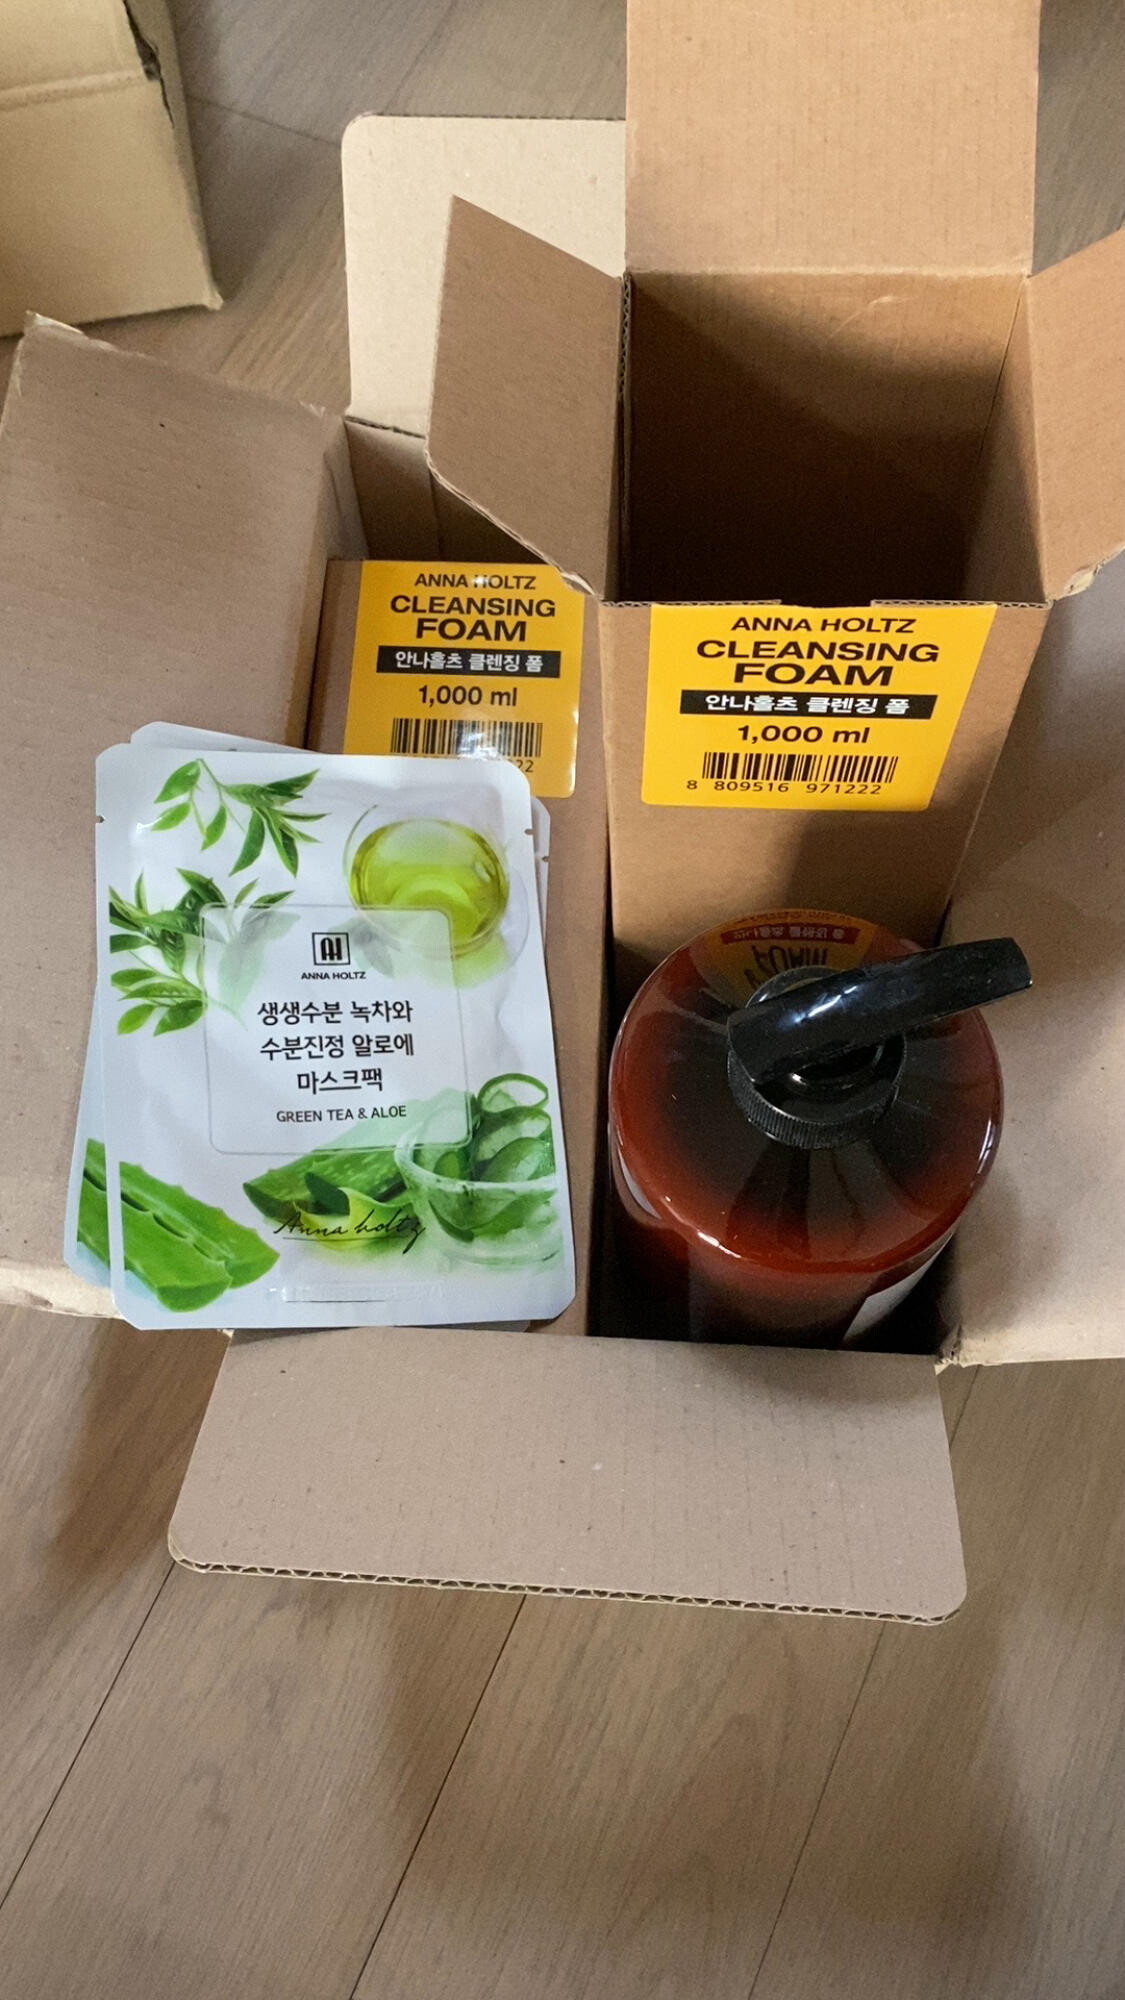 ANNA HOLTZ
CLEANSING
FOAM
안나홀츠 클렌징 폼
1,000 ml
22
ANNA HOLTZ
CLEANSING
FOAM
안나홀츠 클렌징 폼
1,000 ml
8 809516 971222
AH
ANNA HOLTZ
생생수분 녹차와
수분진정 알로에
마스크팩
GREEN TEA & ALOE
Anna holtz